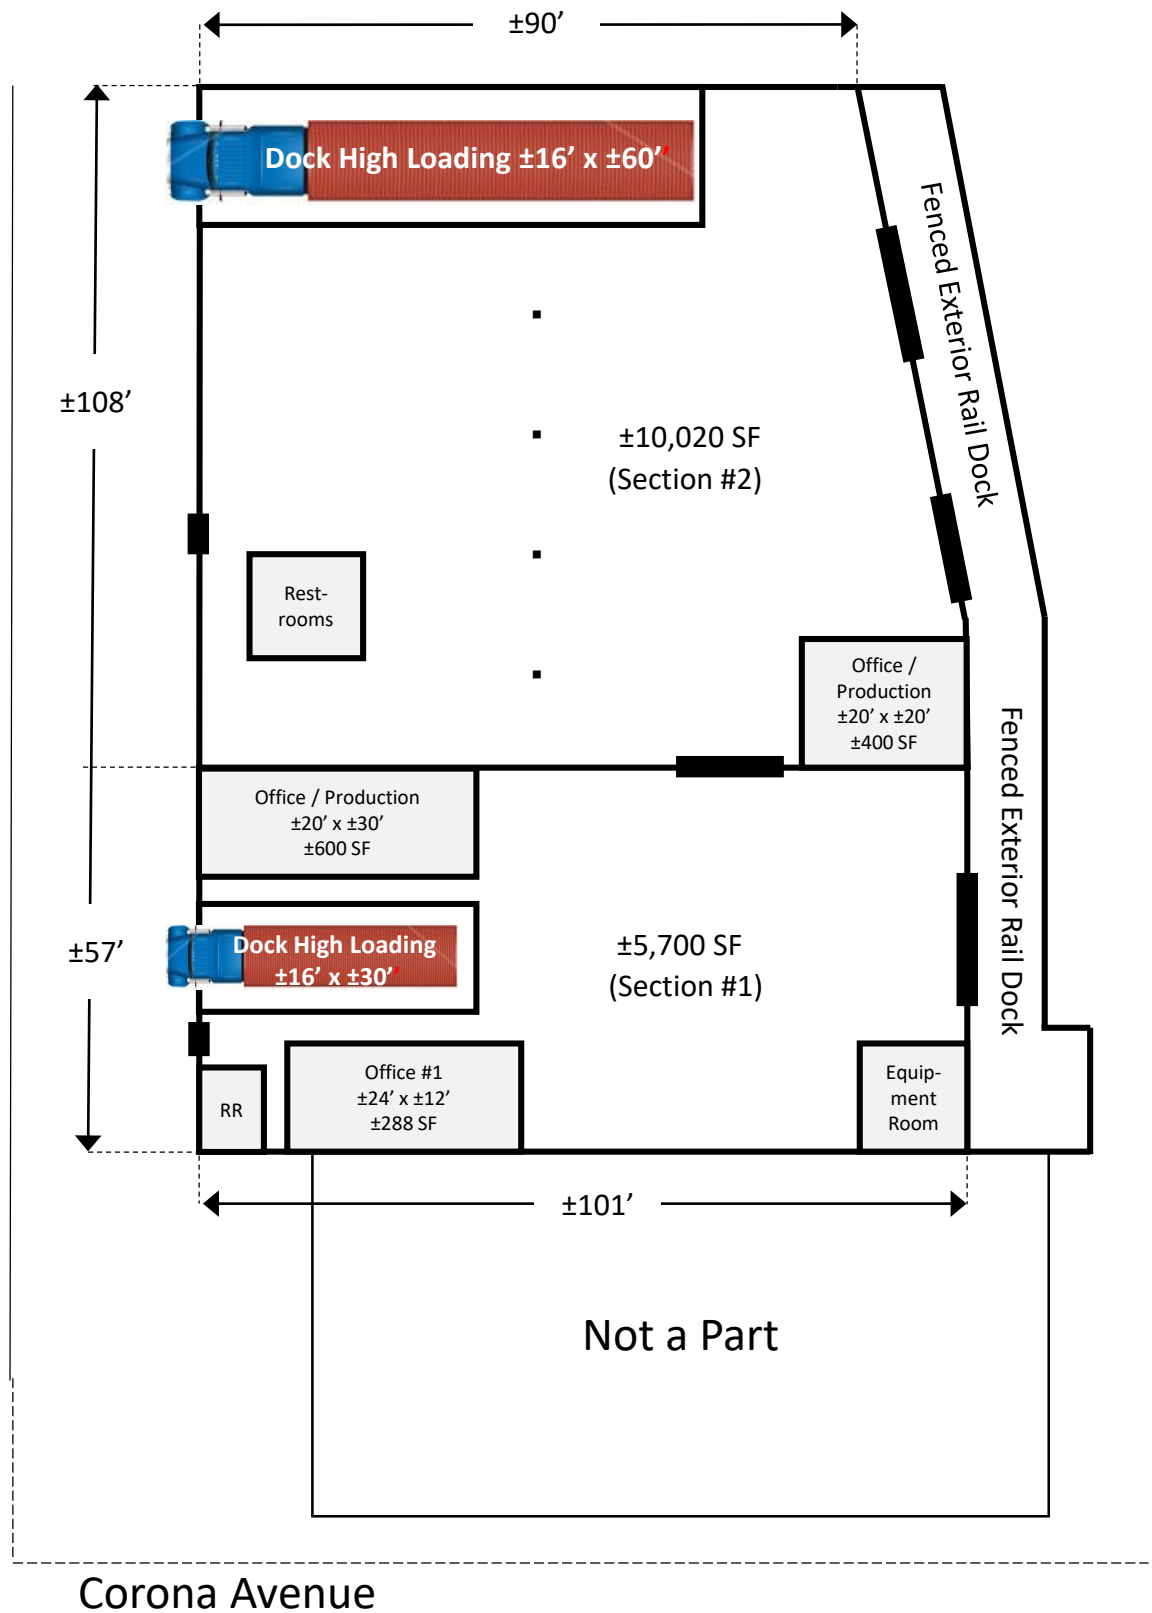 ±90’
Dock High Loading ±16’ x ±60’’
Fenced Exterior Rail Dock
±108’
±10,020 SF
(Section #2)
Rest-
rooms
Office /
Production
±20’ x ±20’
±400 SF
Fenced Exterior Rail Dock
Office / Production
±20’ x ±30’
±600 SF
±57’
Dock High Loading
±16’ x ±30’’
±5,700 SF
(Section #1)
RR
Office #1
±24’ x ±12’
±288 SF
Equip-
ment
Room
±101’
Not a Part
Corona Avenue